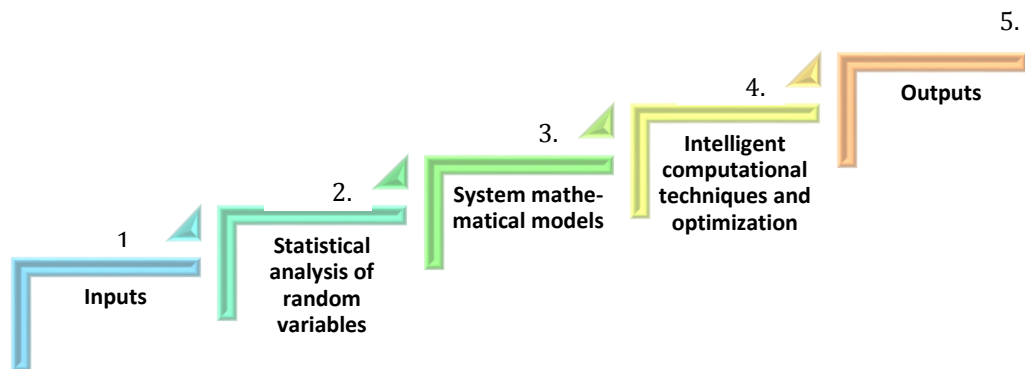 1
Inputs
2.
Statistical
analysis of
random
variables
3.
System mathe-
matical models
4.
Intelligent
computational
techniques and
optimization
5.
Outputs